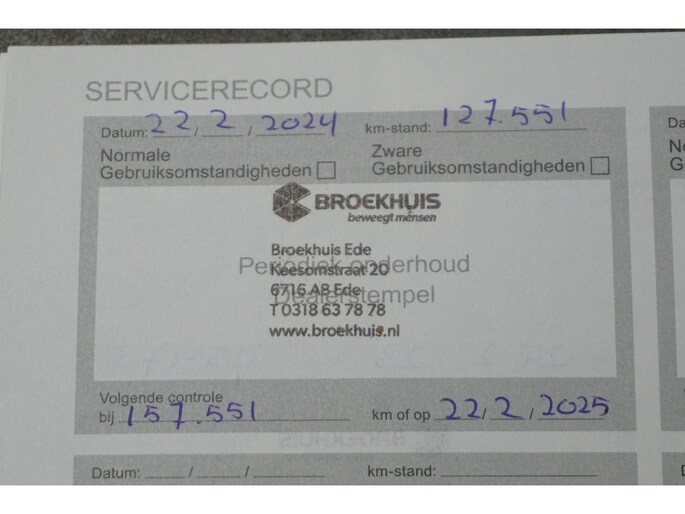 SERVICERECORD
Datum: 22 / 2 / 2024 km-stand: 127.551
Normale Gebruiksomstandigheden Zware Gebruiksomstandigheden
BROEKHUIS
beweegt mensen
Broekhuis Ede
Periodiek onderhoud
Keesomstraat 20
6716 AB Ede
Dealerstempel
T 0318 63 78 78
www.broekhuis.nl
Volgende controle
bij 157.551 km of op 22 / 2 / 2025
Datum: / / km-stand: